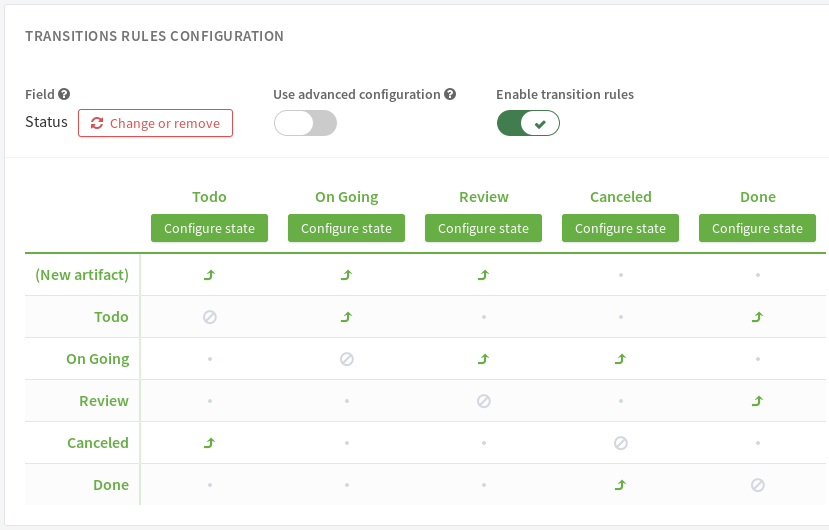 TRANSITIONS RULES CONFIGURATION
Field Use advanced configuration Enable transition rules
Status Change or remove
Todo On Going Review Canceled Done
Configure state Configure state Configure state Configure state Configure state
(New artifact)
Todo
On Going
Review
Canceled
Done